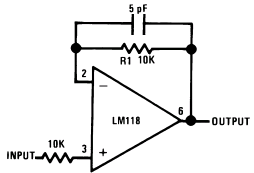 5 pF
R1 10K
2
−
LM118
6
OUTPUT
10K
INPUT
3
+